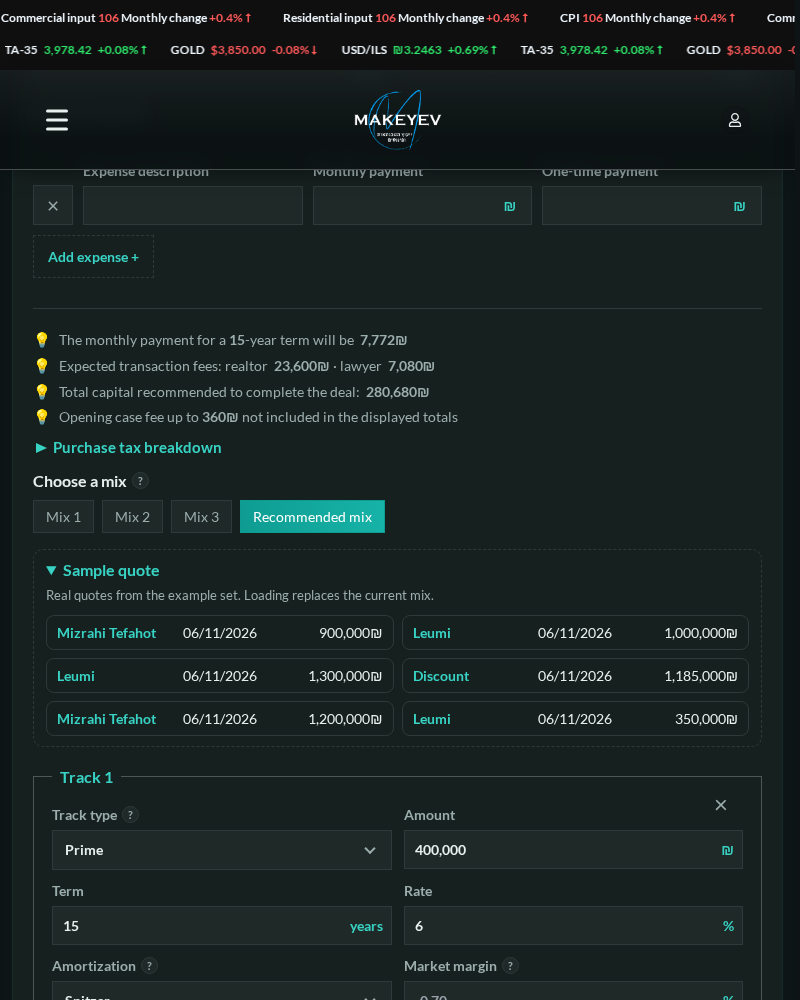 Commercial input 106 Monthly change +0.4% ↑ Residential input 106 Monthly change +0.4% ↑ CPI 106 Monthly change +0.4% ↑
TA-35 3,978.42 +0.08% ↑ GOLD $3,850.00 -0.08% ↓ USD/ILS ₪3.2463 +0.69% ↑ TA-35 3,978.42 +0.08% ↑ GOLD $3,850.00
MAKEYEV
Expense description Monthly payment One-time payment
₪ ₪
Add expense +
The monthly payment for a 15-year term will be 7,772₪
Expected transaction fees: realtor 23,600₪ · lawyer 7,080₪
Total capital recommended to complete the deal: 280,680₪
Opening case fee up to 360₪ not included in the displayed totals
Purchase tax breakdown
Choose a mix ?
Mix 1 Mix 2 Mix 3 Recommended mix
Sample quote
Real quotes from the example set. Loading replaces the current mix.
Mizrahi Tefahot 06/11/2026 900,000₪ Leumi 06/11/2026 1,000,000₪
Leumi 06/11/2026 1,300,000₪ Discount 06/11/2026 1,185,000₪
Mizrahi Tefahot 06/11/2026 1,200,000₪ Leumi 06/11/2026 350,000₪
Track 1
Track type ? Amount
Prime 400,000 ₪
Term Rate
15 years 6 %
Amortization ? Market margin ?
Spitzer -0.70 %